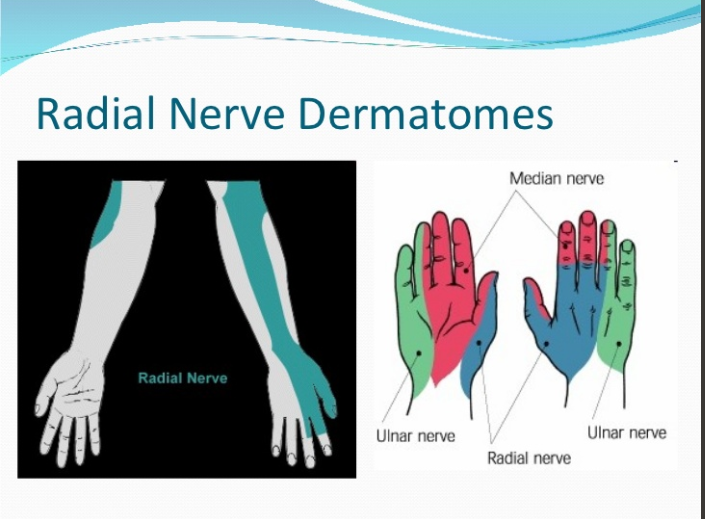 Radial Nerve Dermatomes
Radial Nerve
Median nerve
Ulnar nerve
Ulnar nerve
Radial nerve